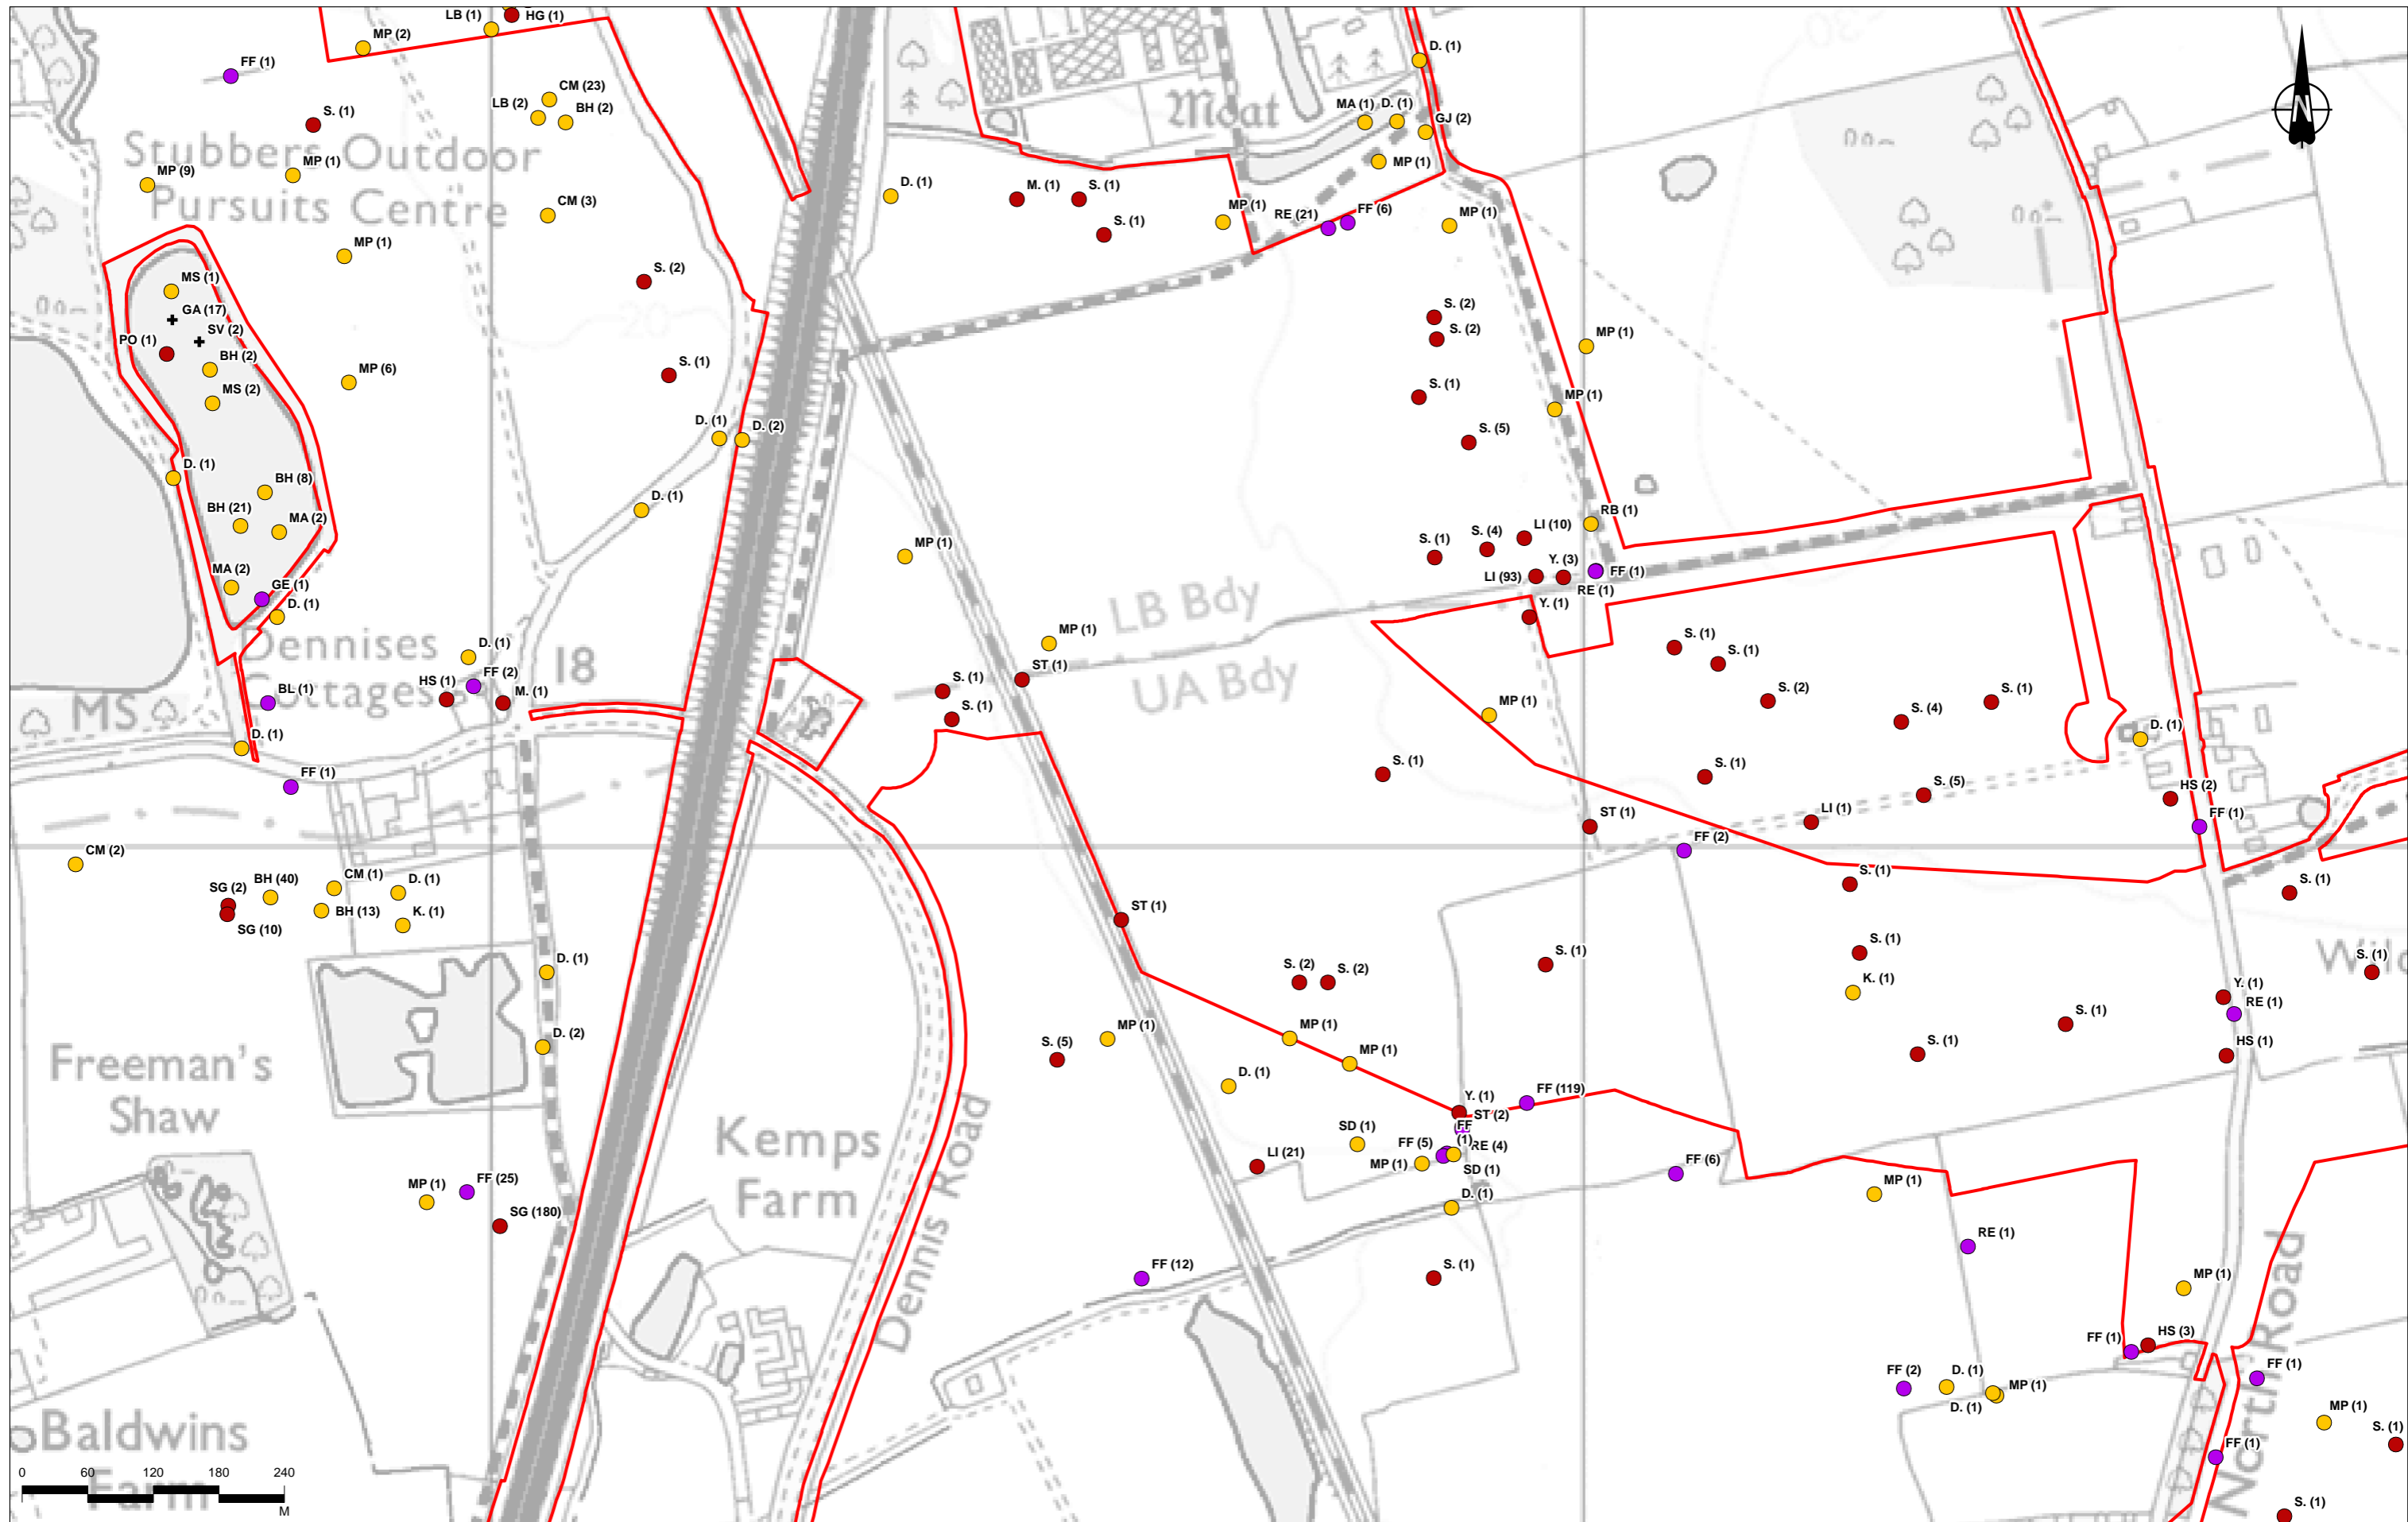 LB (1)
HG (1)
MP (2)
FF (1)
D. (1)
CM (23)
LB (2)
BH (2)
S. (1)
MA (1)
D. (1)
GJ (2)
Moat
Stubbers Outdoor
Pursuits Centre
MP (1)
MP (9)
MP (1)
CM (3)
D. (1)
M. (1)
S. (1)
S. (1)
MP (1)
RE (21)
FF (6)
MP (1)
N
MP (1)
S. (2)
20
MS (1)
GA (17)
SV (2)
PO (1)
BH (2)
MS (2)
MP (6)
S. (1)
S. (2)
S. (2)
MP (1)
S. (1)
MP (1)
D. (1)
D. (2)
S. (5)
D. (1)
BH (8)
BH (21)
MA (2)
D. (1)
MP (1)
S. (1)
S. (4)
LI (10)
RB (1)
MA (2)
GE (1)
D. (1)
LI (93)
Y. (3)
FF (1)
RE (1)
Y. (1)
LB Bdy
UA Bdy
Dennises
Cottages
18
D. (1)
FF (2)
HS (1)
M. (1)
BL (1)
MS
D. (1)
FF (1)
MP (1)
ST (1)
S. (1)
S. (1)
MP (1)
S. (1)
S. (1)
S. (1)
S. (2)
S. (4)
S. (1)
D. (1)
S. (1)
S. (5)
HS (2)
LI (1)
FF (1)
ST (1)
FF (2)
CM (2)
SG (2)
BH (40)
CM (1)
D. (1)
SG (10)
BH (13)
K. (1)
ST (1)
S. (1)
S. (1)
S. (1)
S. (1)
K. (1)
S. (1)
D. (1)
S. (2)
S. (2)
Y. (1)
RE (1)
S. (1)
D. (2)
S. (5)
MP (1)
MP (1)
MP (1)
S. (1)
HS (1)
Freeman's
Shaw
D. (1)
Y. (1)
FF (119)
ST (2)
FF
(1)
SD (1)
FF (5)
RE (4)
LI (21)
MP (1)
SD (1)
FF (6)
D. (1)
Kemps
Farm
Dennis Road
MP (1)
FF (25)
SG (180)
MP (1)
RE (1)
FF (12)
S. (1)
MP (1)
FF (1)
HS (3)
FF (2)
D. (1)
MP (1)
D. (1)
FF (1)
North Road
MP (1)
S. (1)
FF (1)
S. (1)
Baldwins
Farm
0 60 120 180 240
M